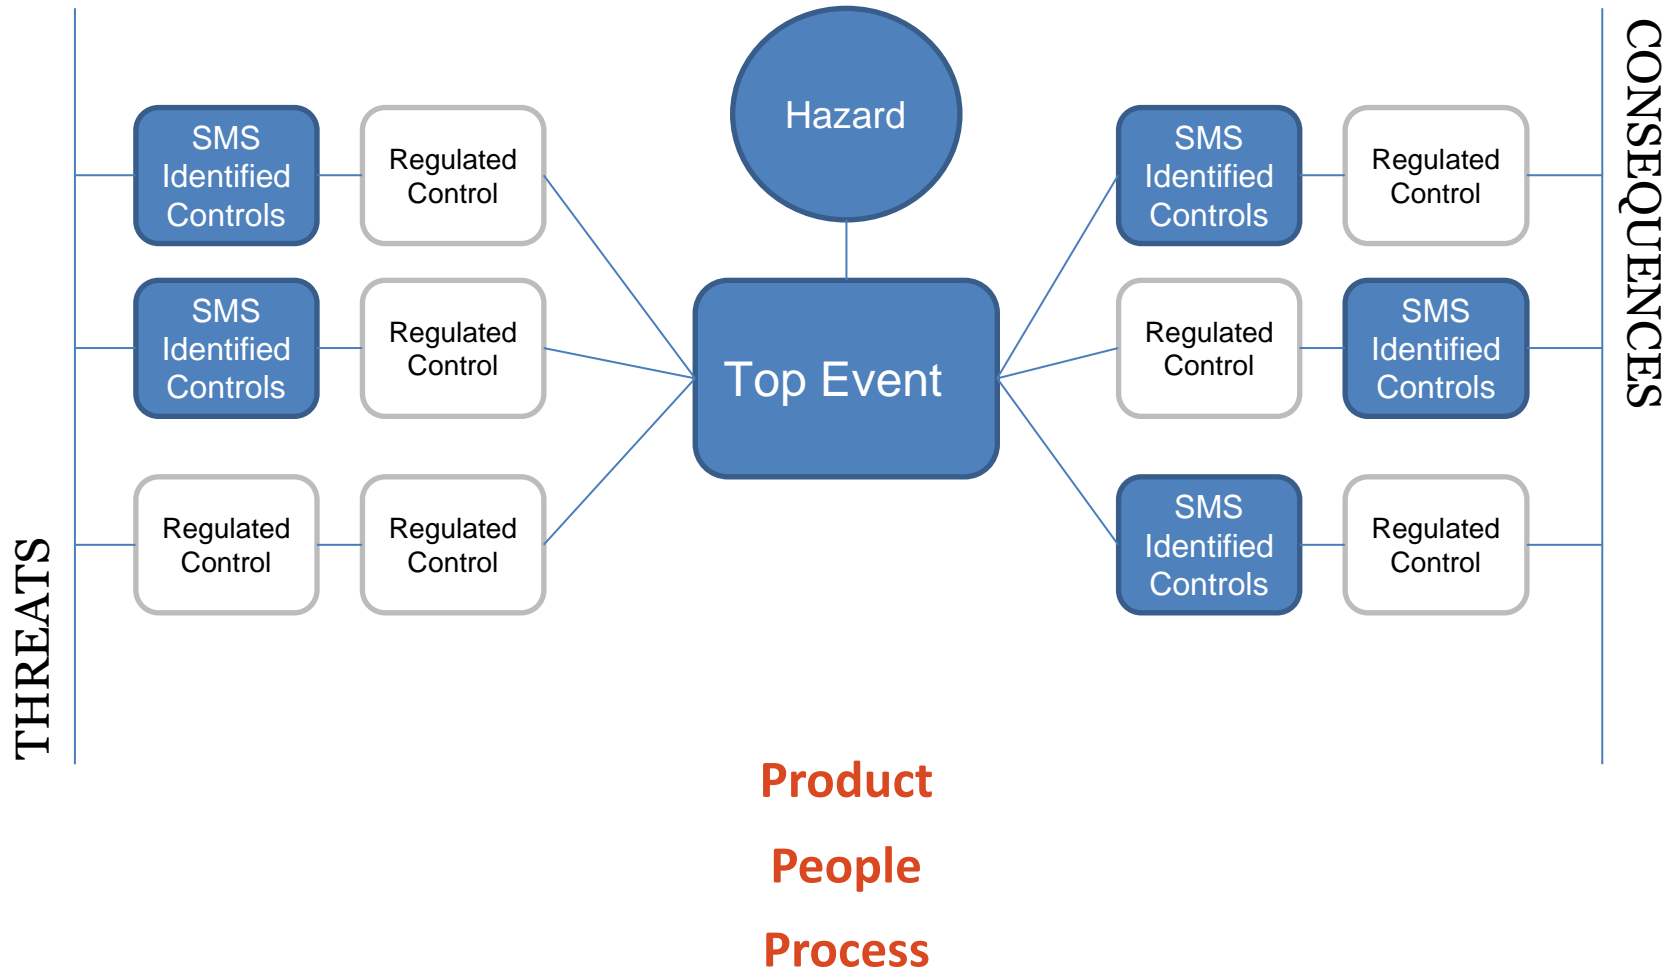 Hazard
SMS
Identified
Controls
Regulated
Control
SMS
Identified
Controls
Regulated
Control
SMS
Identified
Controls
Regulated
Control
Top Event
Regulated
Control
SMS
Identified
Controls
Regulated
Control
Regulated
Control
SMS
Identified
Controls
Regulated
Control
THREATS
CONSEQUENCES
Product
People
Process